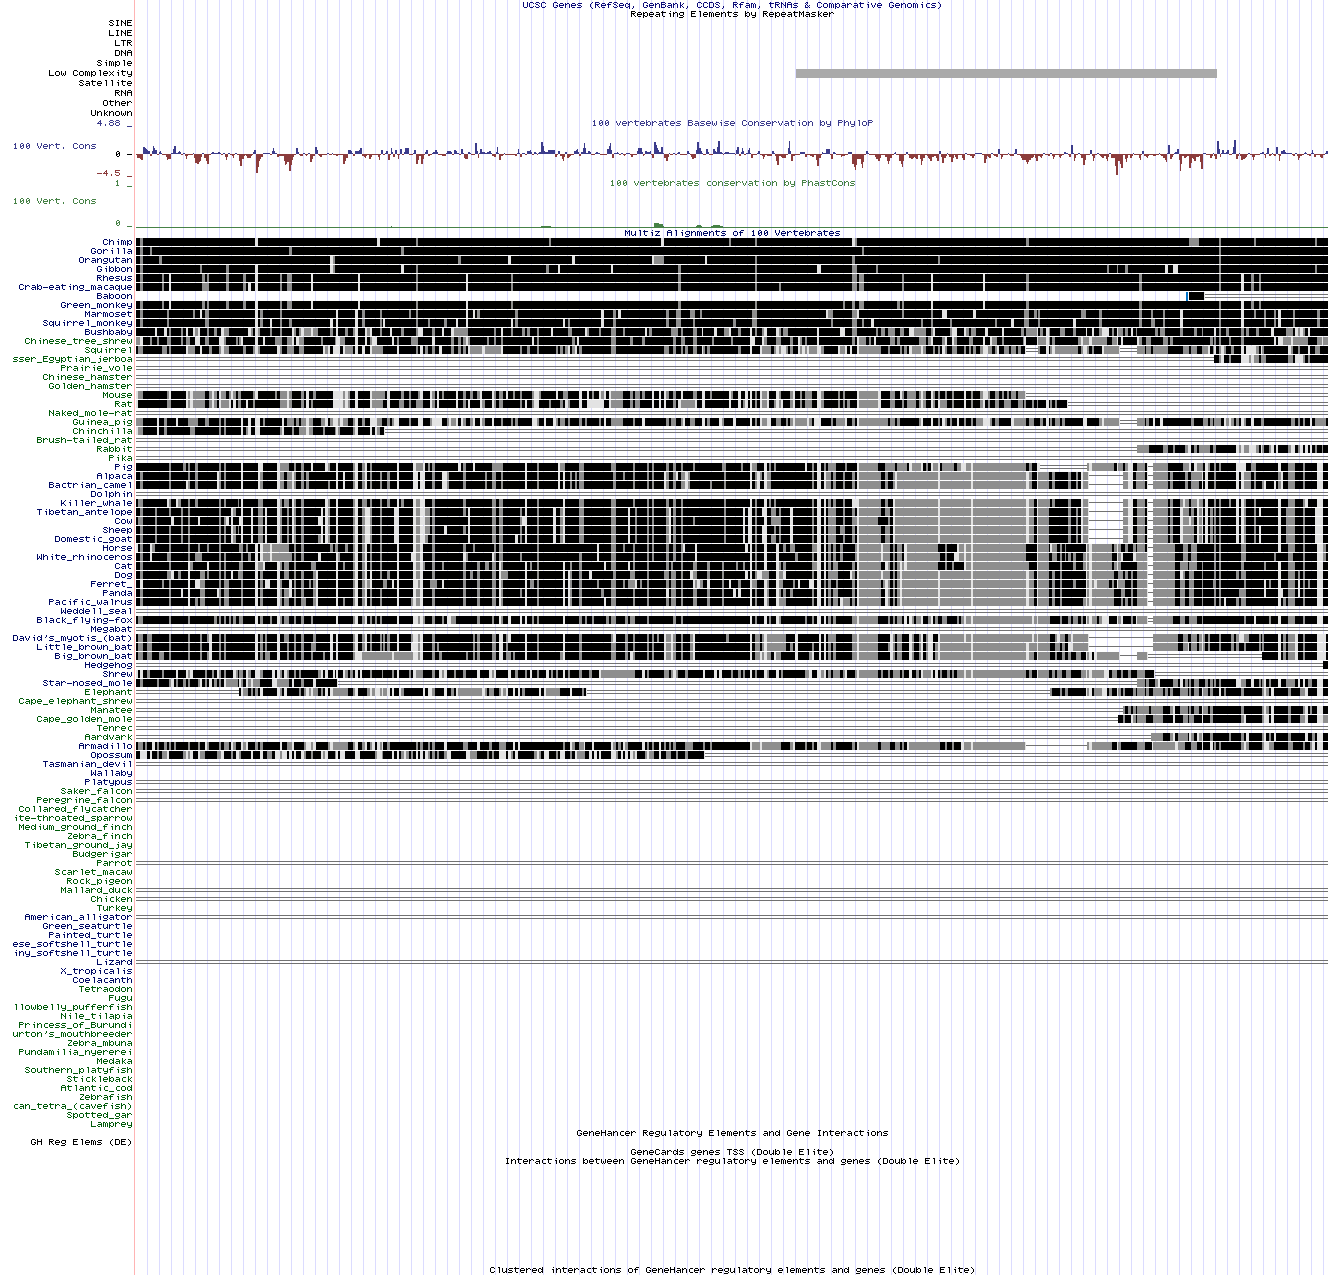 UCSC Genes (RefSeq, GenBank, CCDS, Rfam, tRNAs & Comparative Genomics)
Repeating Elements by RepeatMasker
SINE
LINE
LTR
DNA
Simple
Low Complexity
Satellite
RNA
Other
Unknown
4.88 _
100 vertebrates Basewise Conservation by PhyloP
100 Vert. Cons
0 _
-4.5 _
1 _
100 vertebrates conservation by PhastCons
100 Vert. Cons
0 _
Multiz Alignments of 100 Vertebrates
Chimp
Gorilla
Orangutan
Gibbon
Rhesus
Crab-eating_macaque
Baboon
Green_monkey
Marmoset
Squirrel_monkey
Bushbaby
Chinese_tree_shrew
Squirrel
sser_Egyptian_jerboa
Prairie_vole
Chinese_hamster
Golden_hamster
Mouse
Rat
Naked_mole-rat
Guinea_pig
Chinchilla
Brush-tailed_rat
Rabbit
Pika
Pig
Alpaca
Bactrian_camel
Dolphin
Killer_whale
Tibetan_antelope
Cow
Sheep
Domestic_goat
Horse
White_rhinoceros
Cat
Dog
Ferret_
Panda
Pacific_walrus
Weddell_seal
Black_flying-fox
Megabat
David's_myotis_(bat)
Little_brown_bat
Big_brown_bat
Hedgehog
Shrew
Star-nosed_mole
Elephant
Cape_elephant_shrew
Manatee
Cape_golden_mole
Tenrec
Aardvark
Armadillo
Opossum
Tasmanian_devil
Wallaby
Platypus
Saker_falcon
Peregrine_falcon
Collared_flycatcher
ite-throated_sparrow
Medium_ground_finch
Zebra_finch
Tibetan_ground_jay
Budgerigar
Parrot
Scarlet_macaw
Rock_pigeon
Mallard_duck
Chicken
Turkey
American_alligator
Green_seaturtle
Painted_turtle
ese_softshell_turtle
iny_softshell_turtle
Lizard
X_tropicalis
Coelacanth
Tetraodon
Fugu
llowbelly_pufferfish
Nile_tilapia
Princess_of_Burundi
urton's_mouthbreeder
Zebra_mbuna
Pundamilia_nyererei
Medaka
Southern_platyfish
Stickleback
Atlantic_cod
Zebrafish
can_tetra_(cavefish)
Spotted_gar
Lamprey
GeneHancer Regulatory Elements and Gene Interactions
GH Reg Elems (DE)
GeneCards genes TSS (Double Elite)
Interactions between GeneHancer regulatory elements and genes (Double Elite)
Clustered interactions of GeneHancer regulatory elements and genes (Double Elite)